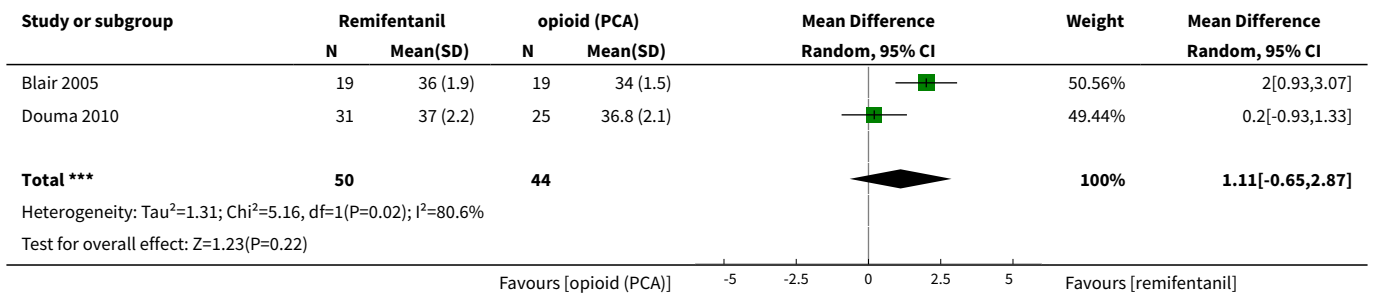 Study or subgroup Remifentanil opioid (PCA) Mean Difference Weight Mean Difference
N Mean(SD) N Mean(SD) Random, 95% CI Random, 95% CI
Blair 2005 19 36 (1.9) 19 34 (1.5) 50.56% 2[0.93,3.07]
Douma 2010 31 37 (2.2) 25 36.8 (2.1) 49.44% 0.2[-0.93,1.33]
Total *** 50 44 100% 1.11[-0.65,2.87]
Heterogeneity: Tau²=1.31; Chi²=5.16, df=1(P=0.02); I²=80.6%
Test for overall effect: Z=1.23(P=0.22)
Favours [opioid (PCA)] -5 -2.5 0 2.5 5 Favours [remifentanil]